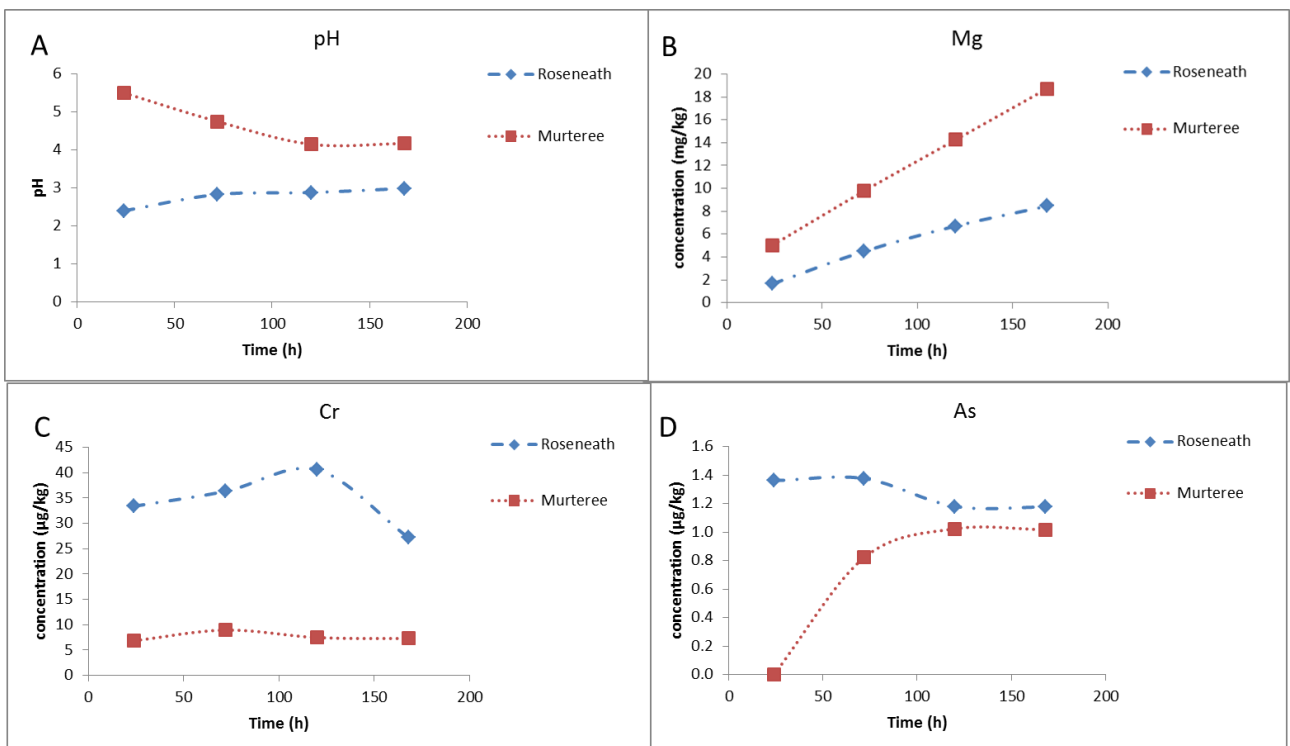 A
pH
6
5
4
3
2
1
0
pH
0 50 100 150 200
Time (h)
Roseneath
Murteree
B
Mg
20
18
16
14
12
10
8
6
4
2
0
concentration (mg/kg)
0 50 100 150 200
Time (h)
Roseneath
Murteree
C
Cr
45
40
35
30
25
20
15
10
5
0
concentration (µg/kg)
0 50 100 150 200
Time (h)
Roseneath
Murteree
D
As
1.6
1.4
1.2
1.0
0.8
0.6
0.4
0.2
0.0
concentration (µg/kg)
0 50 100 150 200
Time (h)
Roseneath
Murteree